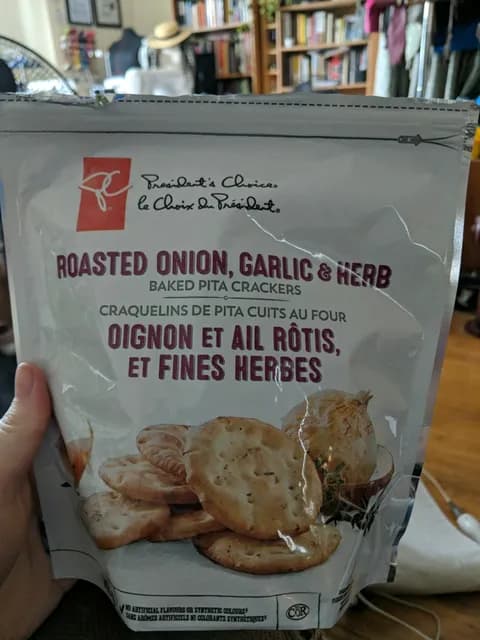 President's Choice®
le Choix du Président®
ROASTED ONION, GARLIC & HERB
BAKED PITA CRACKERS
CRAQUELINS DE PITA CUITS AU FOUR
OIGNON ET AIL RÔTIS,
ET FINES HERBES
NO ARTIFICIAL FLAVOURS OR SYNTHETIC COLOURS
SANS ARÔMES ARTIFICIELS NI COLORANTS SYNTHÉTIQUES
COR